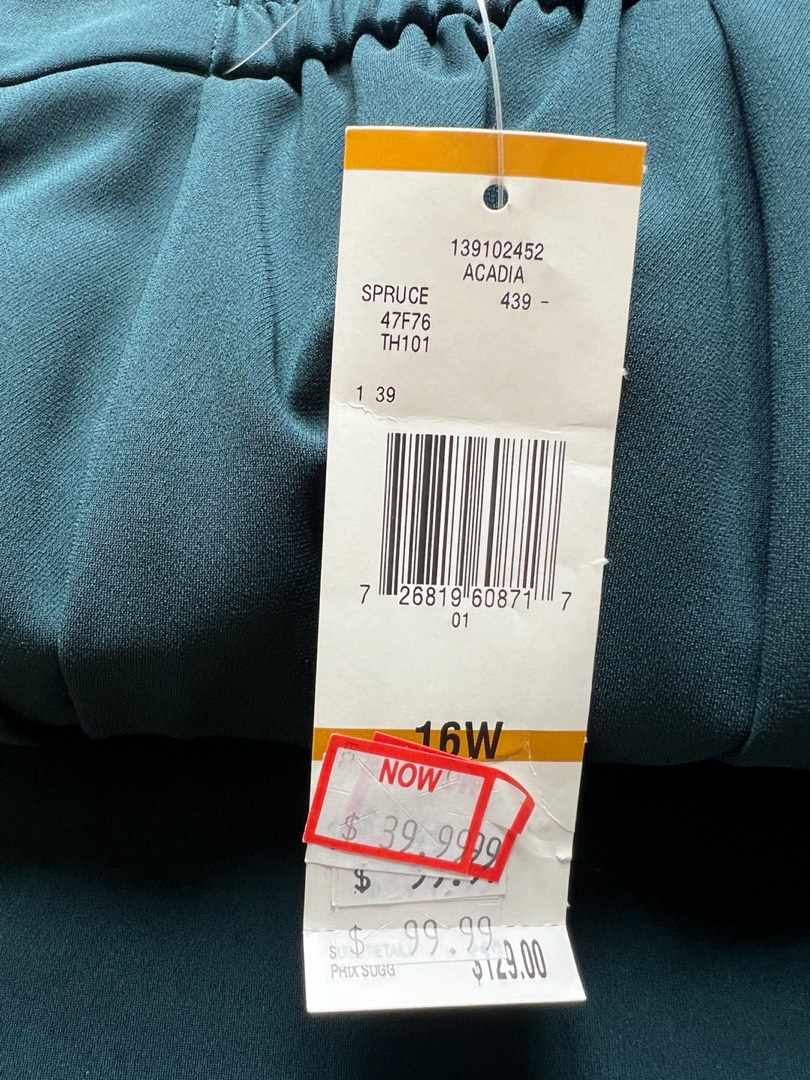 139102452
ACADIA
SPRUCE 439 -
47F76
TH101
1 39
7 26819 60871 7
01
16W
NOW
$ 39.99
99
$
$ 99.99
RETAIL
PRIX SUGG $129.00